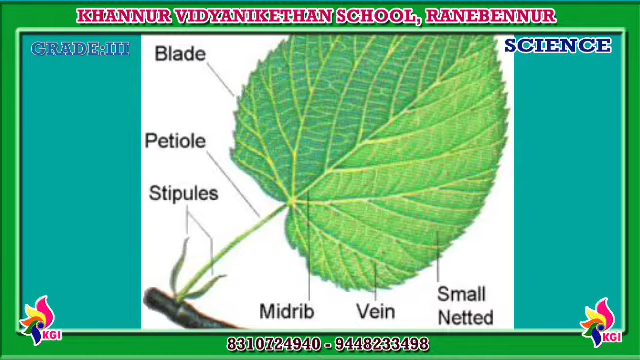 KHANNUR VIDYANIKETHAN SCHOOL, RANEBENNUR
GRADE:III
SCIENCE
Blade
Petiole
Stipules
Midrib
Vein
Small
Netted
KGI
KGI
8310724940 - 9448233498